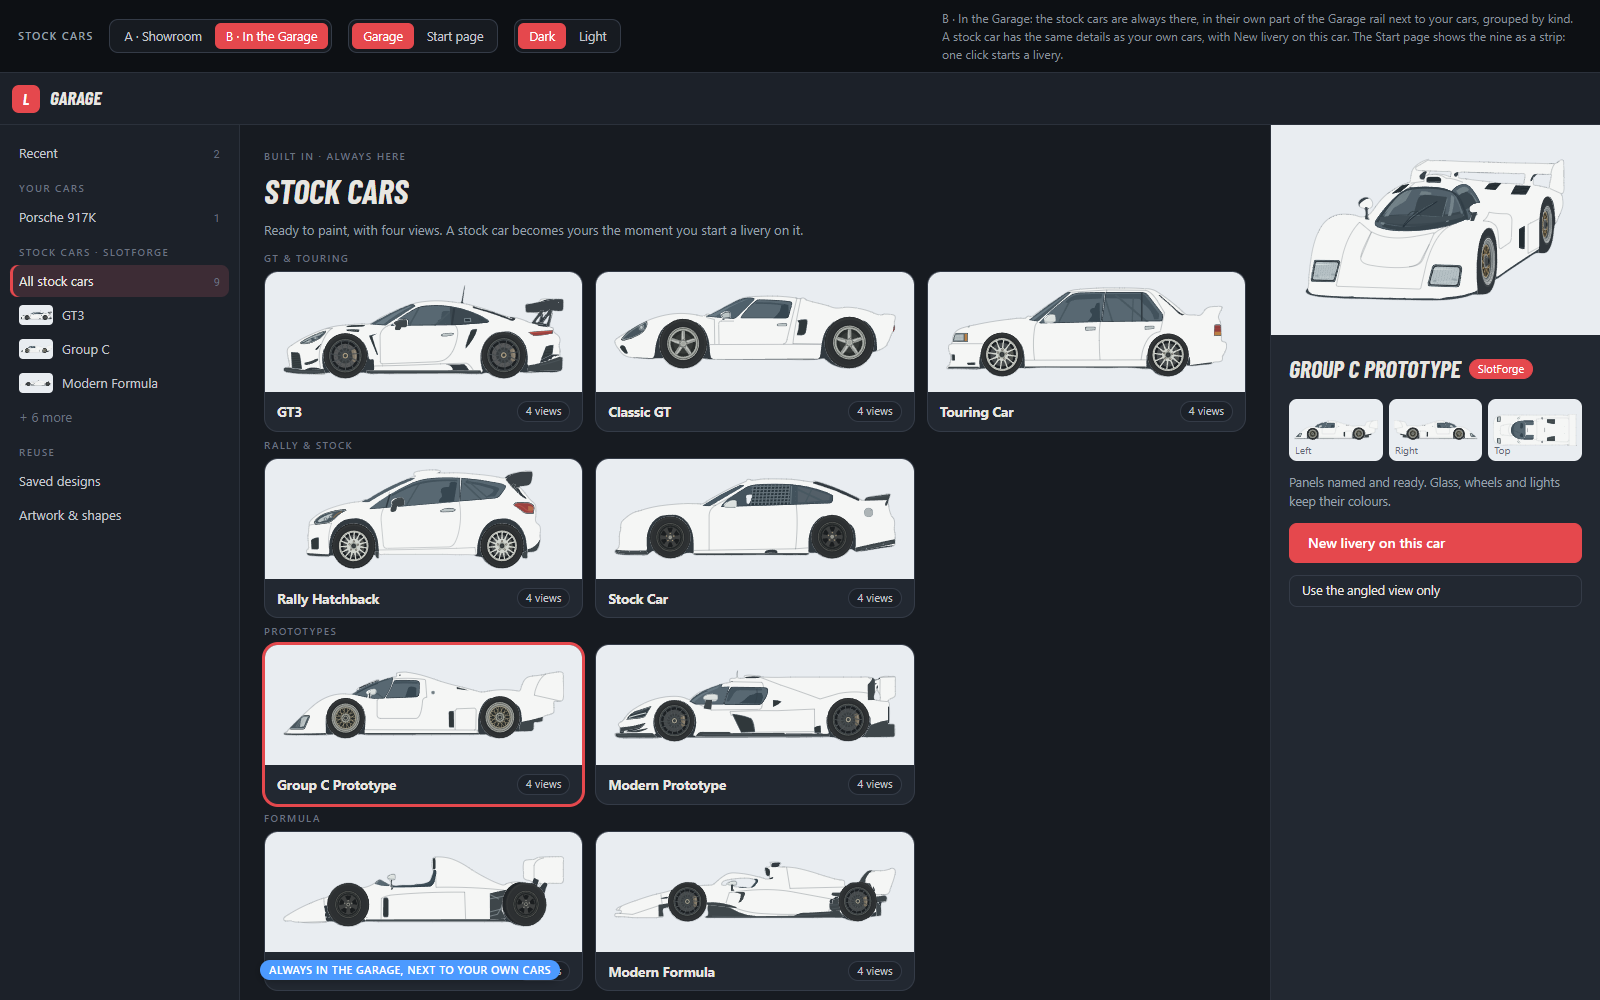 STOCK CARS
A · Showroom
B · In the Garage
Garage
Start page
Dark
Light
B · In the Garage: the stock cars are always there, in their own part of the Garage rail next to your cars, grouped by kind.
A stock car has the same details as your own cars, with New livery on this car. The Start page shows the nine as a strip:
one click starts a livery.
L
GARAGE
Recent
2
YOUR CARS
Porsche 917K
1
STOCK CARS · SLOTFORGE
All stock cars
9
GT3
Group C
Modern Formula
+ 6 more
REUSE
Saved designs
Artwork & shapes
BUILT IN · ALWAYS HERE
STOCK CARS
Ready to paint, with four views. A stock car becomes yours the moment you start a livery on it.
GT & TOURING
GT3
4 views
Classic GT
4 views
Touring Car
4 views
RALLY & STOCK
Rally Hatchback
4 views
Stock Car
4 views
PROTOTYPES
Group C Prototype
4 views
Modern Prototype
4 views
FORMULA
ALWAYS IN THE GARAGE, NEXT TO YOUR OWN CARS
Modern Formula
4 views
GROUP C PROTOTYPE
SlotForge
Left
Right
Top
Panels named and ready. Glass, wheels and lights
keep their colours.
New livery on this car
Use the angled view only